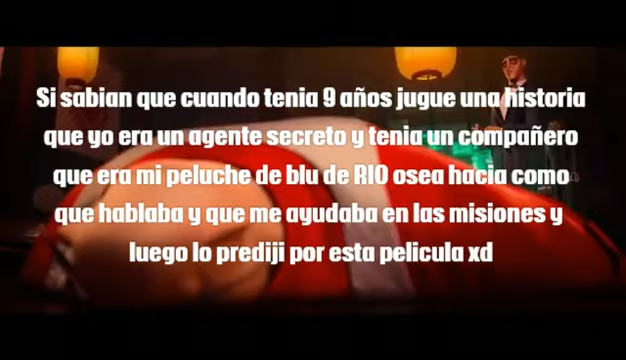 Si sabian que cuando tenia 9 años jugue una historia
que yo era un agente secreto y tenia un compañero
que era mi peluche de blu de RIO osea hacia como
que hablaba y que me ayudaba en las misiones y
luego lo prediji por esta pelicula xd